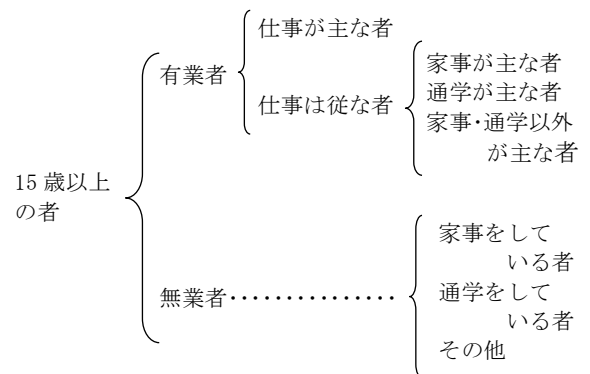 15 歳以上
の者
有業者
仕事が主な者
仕事は従な者
家事が主な者
通学が主な者
家事・通学以外
が主な者
無業者・・・・・・・・・・・・・・・
家事をして
いる者
通学をして
いる者
その他